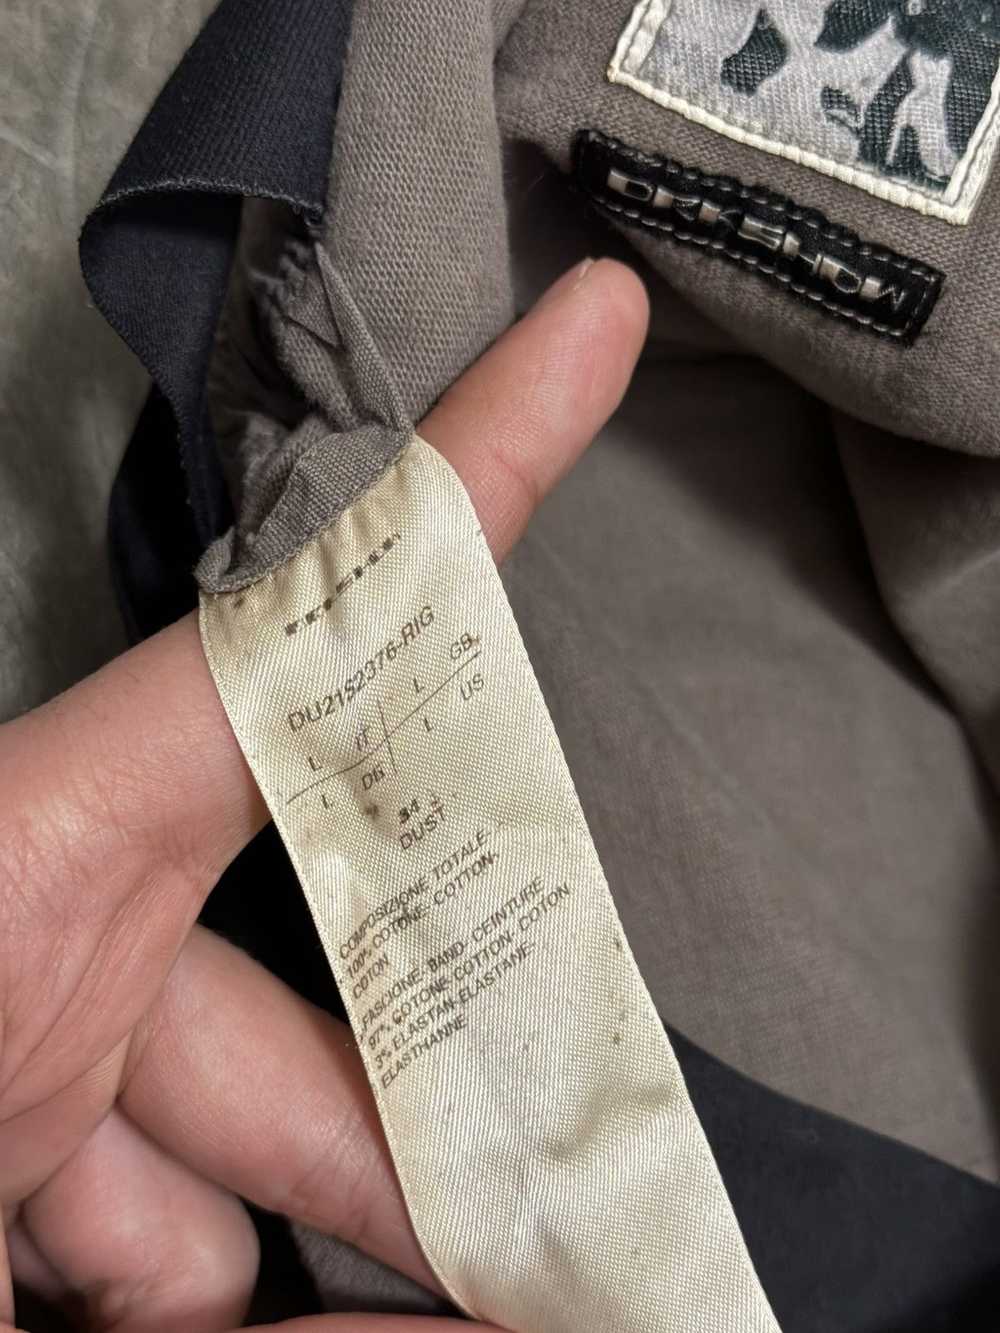 DRKSHDW
DU21S2376-RIG
L IT L GB
L DG L US
34
DUST
COMPOSIZIONE TOTALE-
100% COTONE- COTTON-
COTON
FASCIONE- BAND- CEINTURE
97% COTONE-COTTON- COTON
3% ELASTAN-ELASTANE-
ELASTHANNE